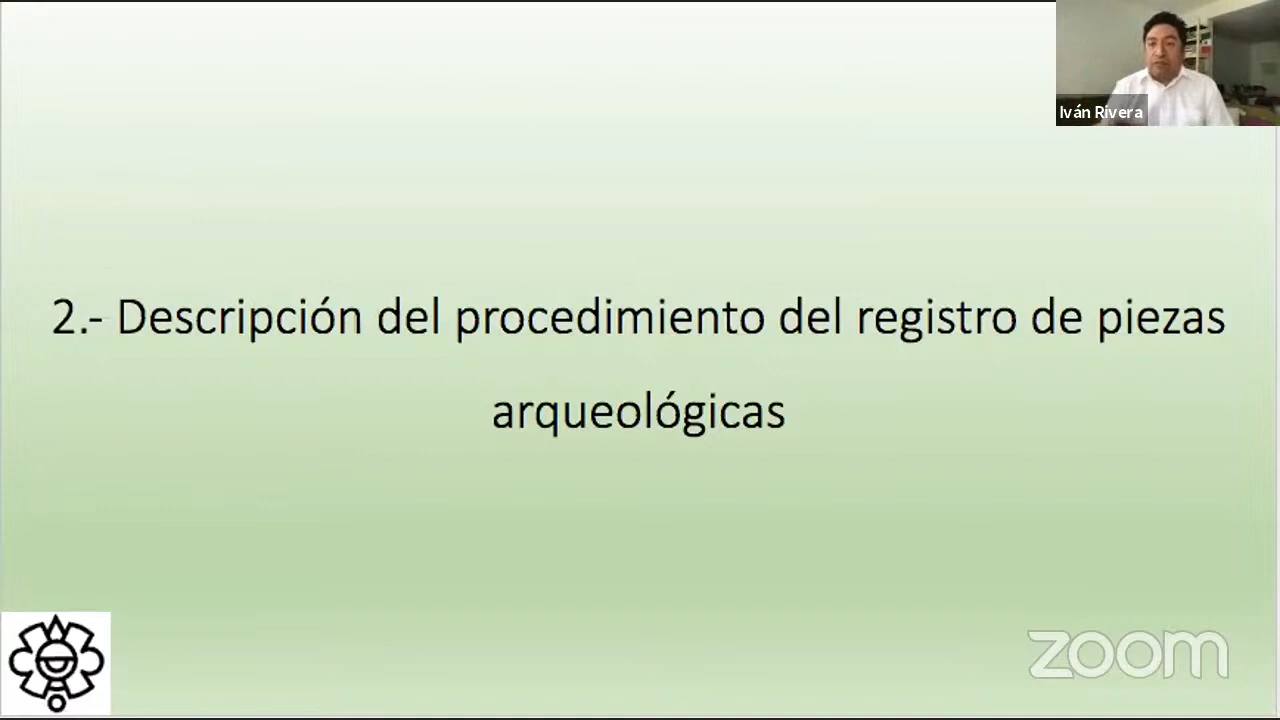 Iván Rivera
2.- Descripción del procedimiento del registro de piezas
arqueológicas
zoom